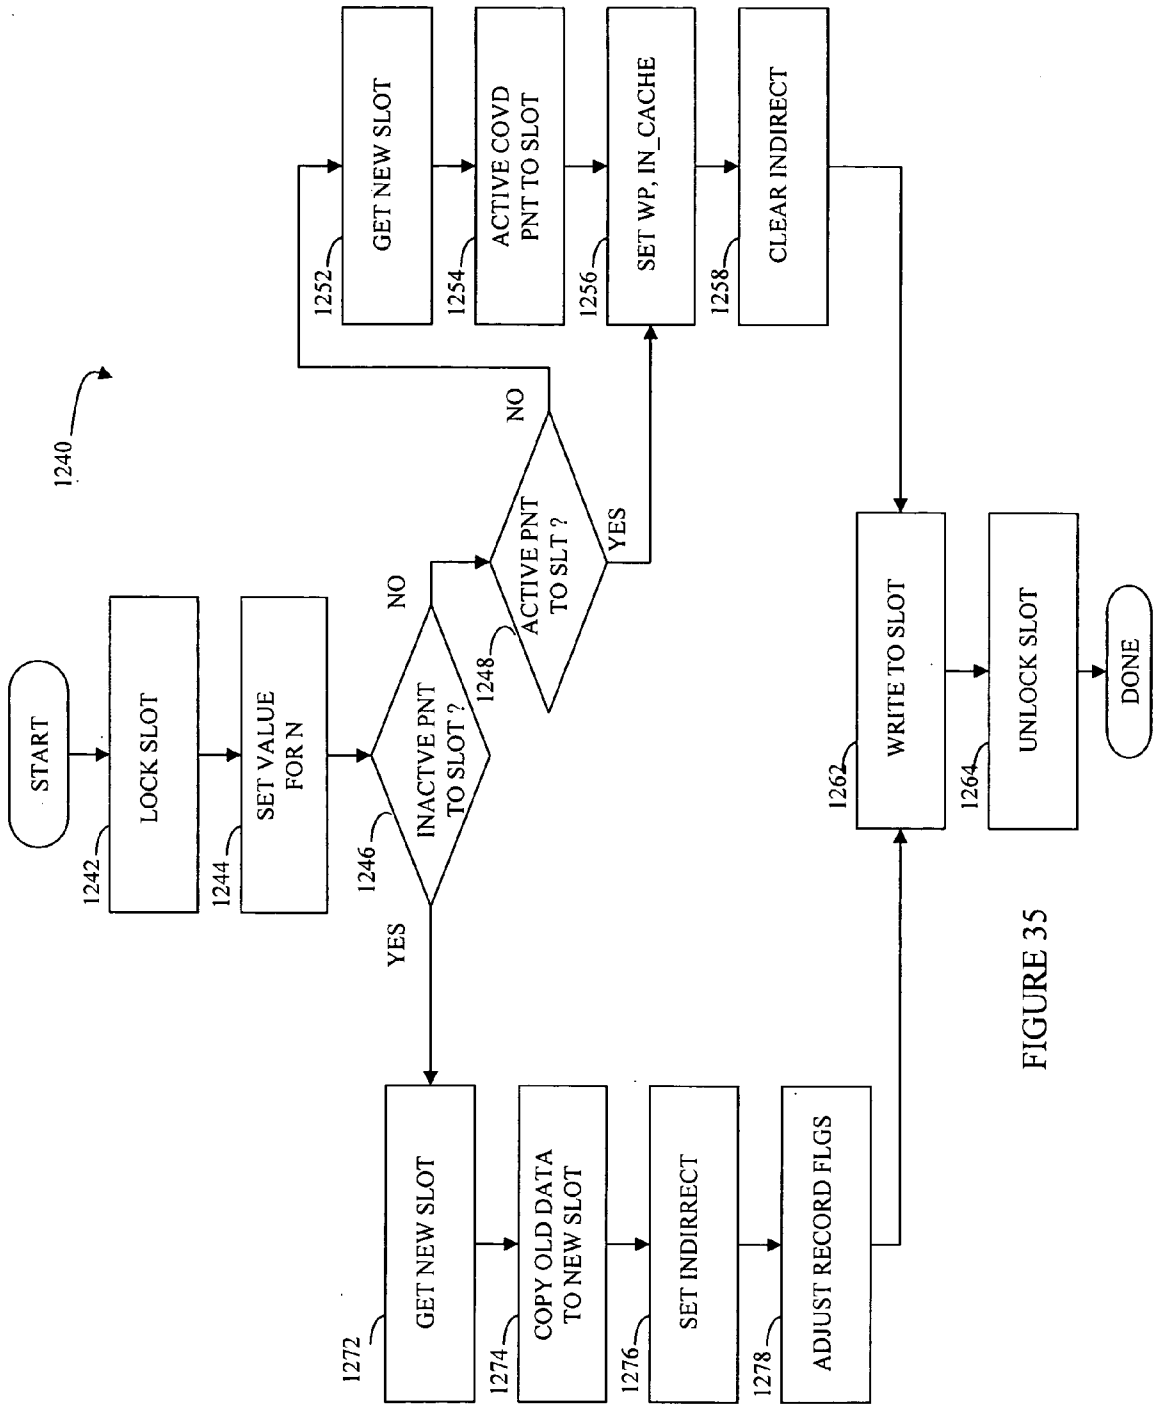 1240
START
1242
LOCK SLOT
1244
SET VALUE
FOR N
1246
INACTVE PNT
TO SLOT ?
YES
NO
1248
ACTIVE PNT
TO SLT ?
NO
YES
1252
GET NEW SLOT
1254
ACTIVE COVD
PNT TO SLOT
1256
SET WP, IN_CACHE
1258
CLEAR INDIRECT
1272
GET NEW SLOT
1274
COPY OLD DATA
TO NEW SLOT
1276
SET INDIRRECT
1278
ADJUST RECORD FLGS
1262
WRITE TO SLOT
1264
UNLOCK SLOT
DONE
FIGURE 35